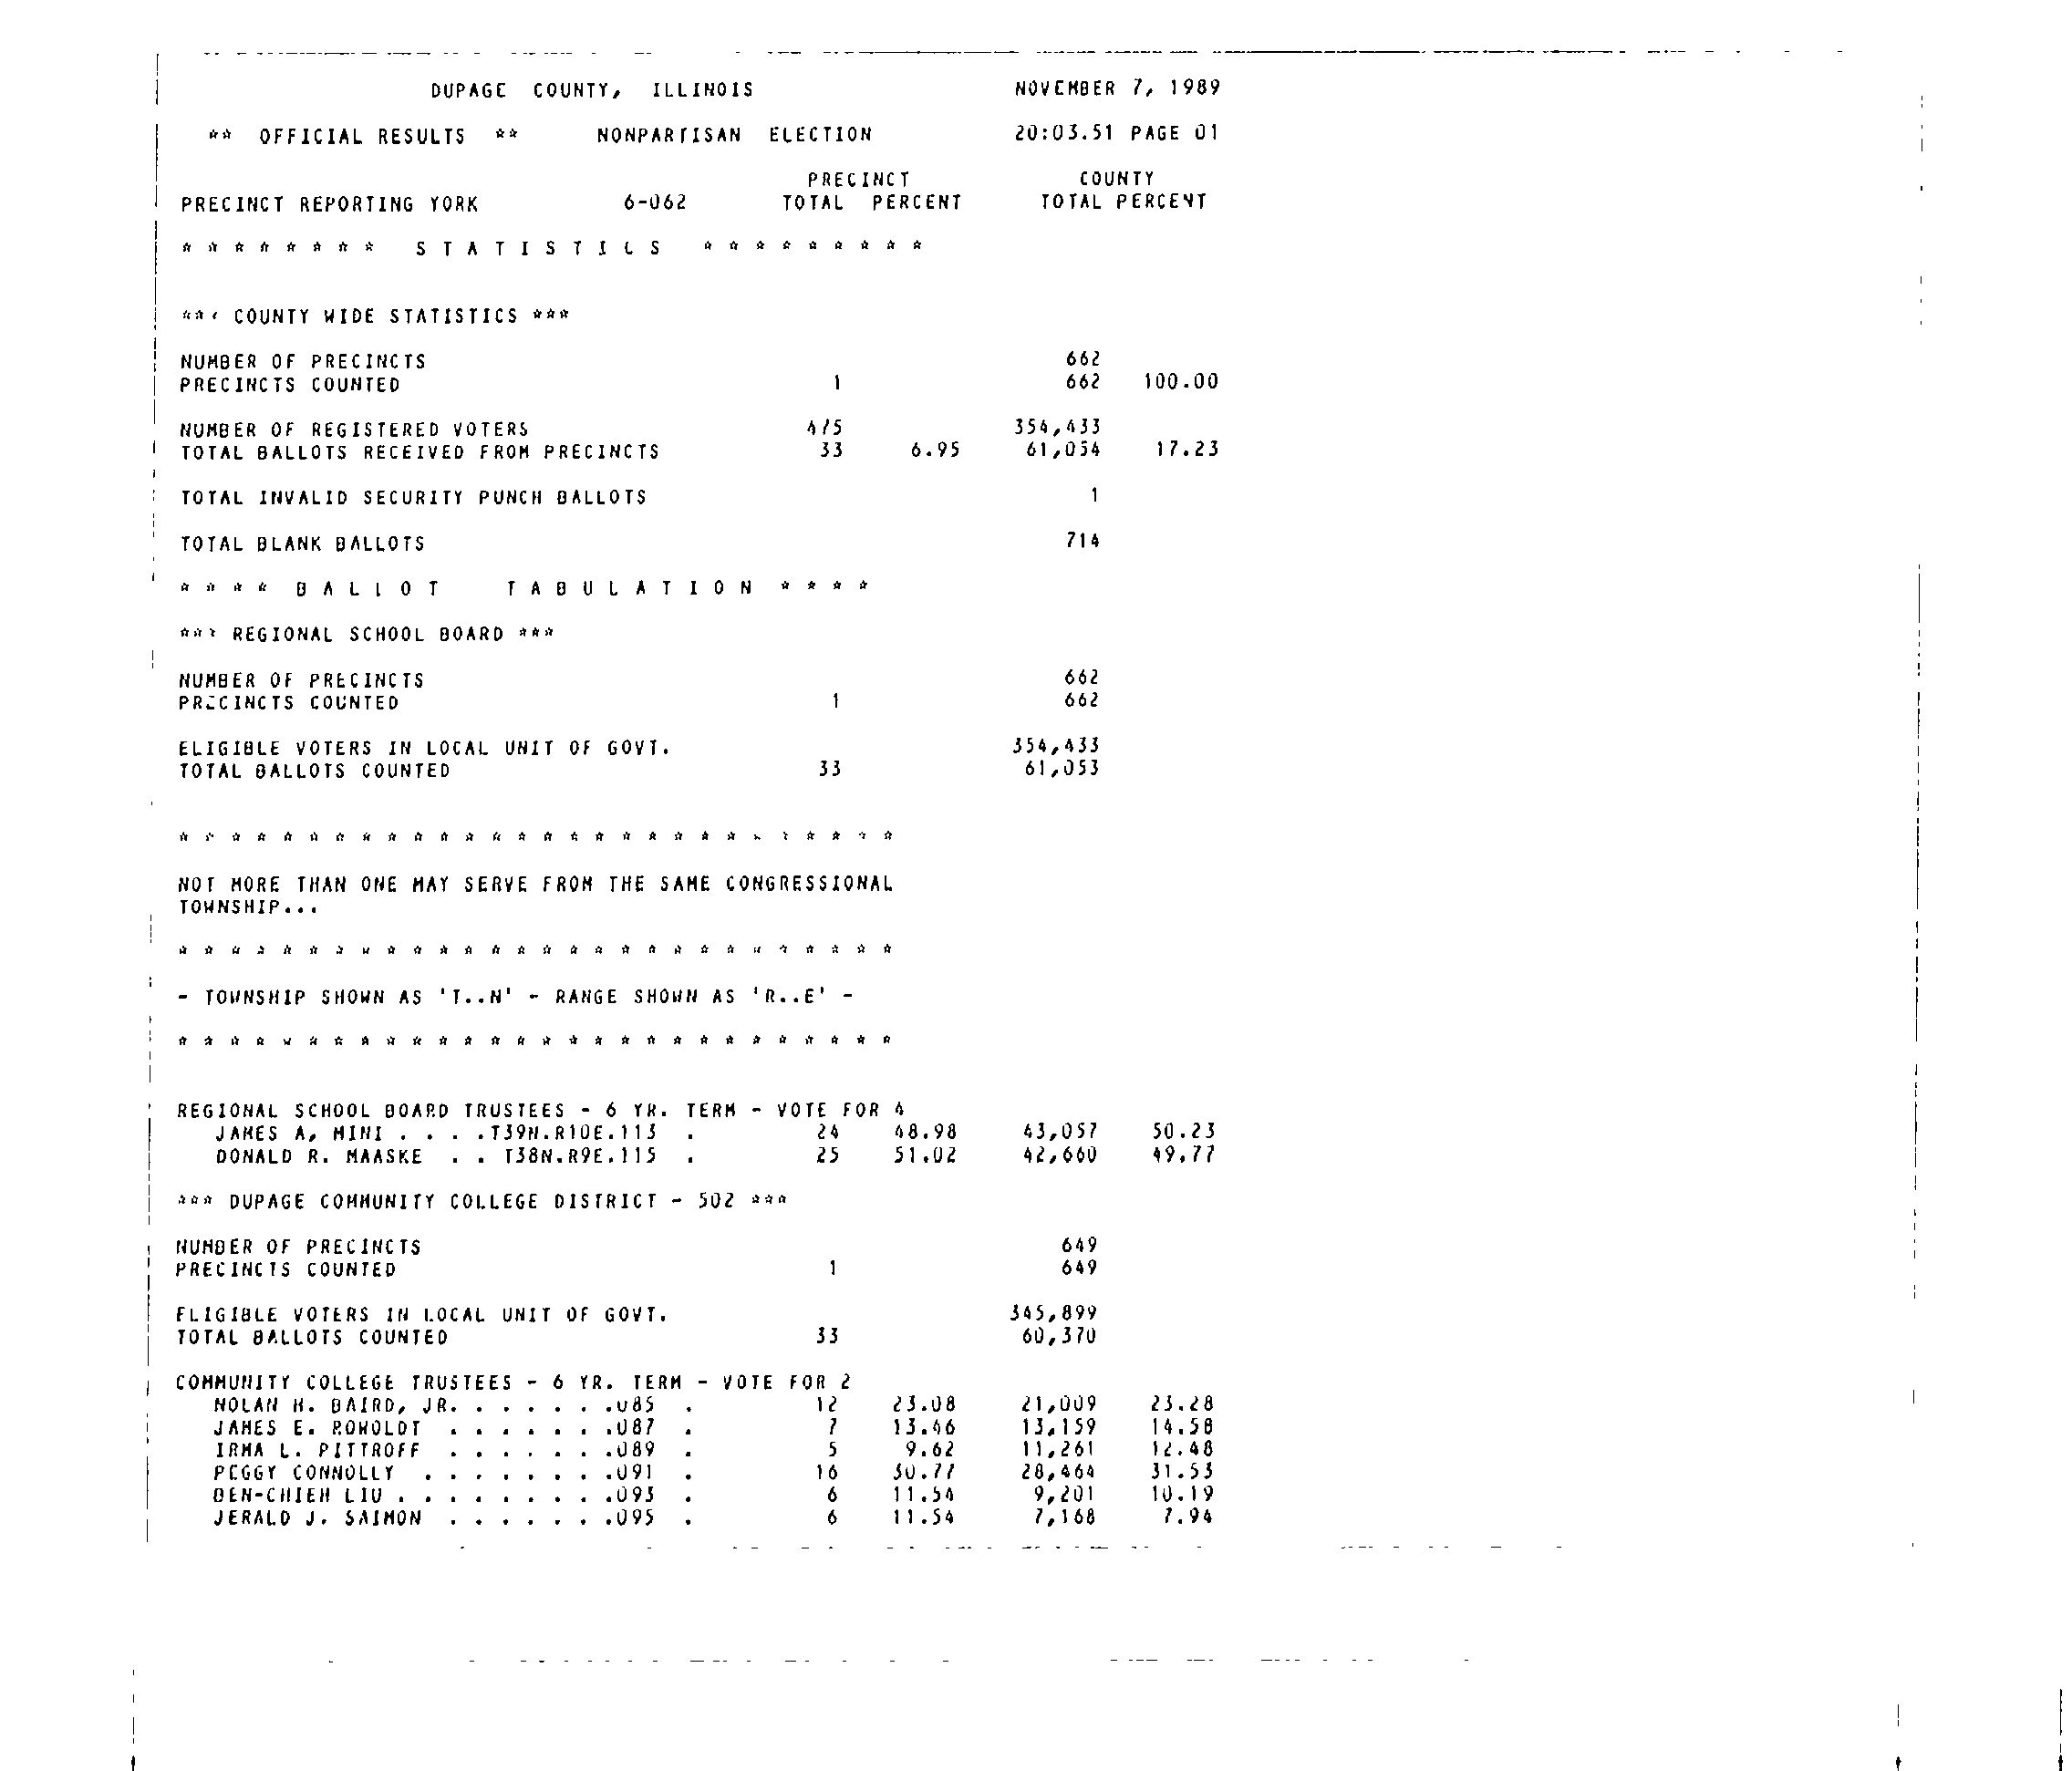 DUPAGE COUNTY, ILLINOIS NOVEMBER 7, 1989
** OFFICIAL RESULTS ** NONPARTISAN ELECTION 20:03.51 PAGE 01
PRECINCT COUNTY
PRECINCT REPORTING YORK 6-062 TOTAL PERCENT TOTAL PERCENT
* * * * * * * * S T A T I S T I C S * * * * * * * * *
*** COUNTY WIDE STATISTICS ***
NUMBER OF PRECINCTS 662
PRECINCTS COUNTED 1 662 100.00
NUMBER OF REGISTERED VOTERS 475 354,433
TOTAL BALLOTS RECEIVED FROM PRECINCTS 33 6.95 61,054 17.23
TOTAL INVALID SECURITY PUNCH BALLOTS 1
TOTAL BLANK BALLOTS 714
* * * * B A L L O T T A B U L A T I O N * * * *
*** REGIONAL SCHOOL BOARD ***
NUMBER OF PRECINCTS 662
PRECINCTS COUNTED 1 662
ELIGIBLE VOTERS IN LOCAL UNIT OF GOVT. 354,433
TOTAL BALLOTS COUNTED 33 61,053
* * * * * * * * * * * * * * * * * * * * * * * * * * * *
NOT MORE THAN ONE MAY SERVE FROM THE SAME CONGRESSIONAL
TOWNSHIP...
* * * * * * * * * * * * * * * * * * * * * * * * * * * *
- TOWNSHIP SHOWN AS 'T..N' - RANGE SHOWN AS 'R..E' -
* * * * * * * * * * * * * * * * * * * * * * * * * * * *
REGIONAL SCHOOL BOARD TRUSTEES - 6 YR. TERM - VOTE FOR 4
JAMES A. MINI . . . .T39N.R10E.113 . 24 48.98 43,057 50.23
DONALD R. MAASKE . . T38N.R9E.115 . 25 51.02 42,660 49.77
*** DUPAGE COMMUNITY COLLEGE DISTRICT - 502 ***
NUMBER OF PRECINCTS 649
PRECINCTS COUNTED 1 649
ELIGIBLE VOTERS IN LOCAL UNIT OF GOVT. 345,899
TOTAL BALLOTS COUNTED 33 60,370
COMMUNITY COLLEGE TRUSTEES - 6 YR. TERM - VOTE FOR 2
NOLAN H. BAIRD, JR. . . . . . .085 . 12 23.08 21,009 23.28
JAMES E. ROWOLDT . . . . . . .087 . 7 13.46 13,159 14.58
IRMA L. PITTROFF . . . . . . .089 . 5 9.62 11,261 12.48
PEGGY CONNOLLY . . . . . . . .091 . 16 30.77 28,464 31.53
BEN-CHIEH LIU . . . . . . . . .093 . 6 11.54 9,201 10.19
JERALD J. SAIMON . . . . . . .095 . 6 11.54 7,168 7.94